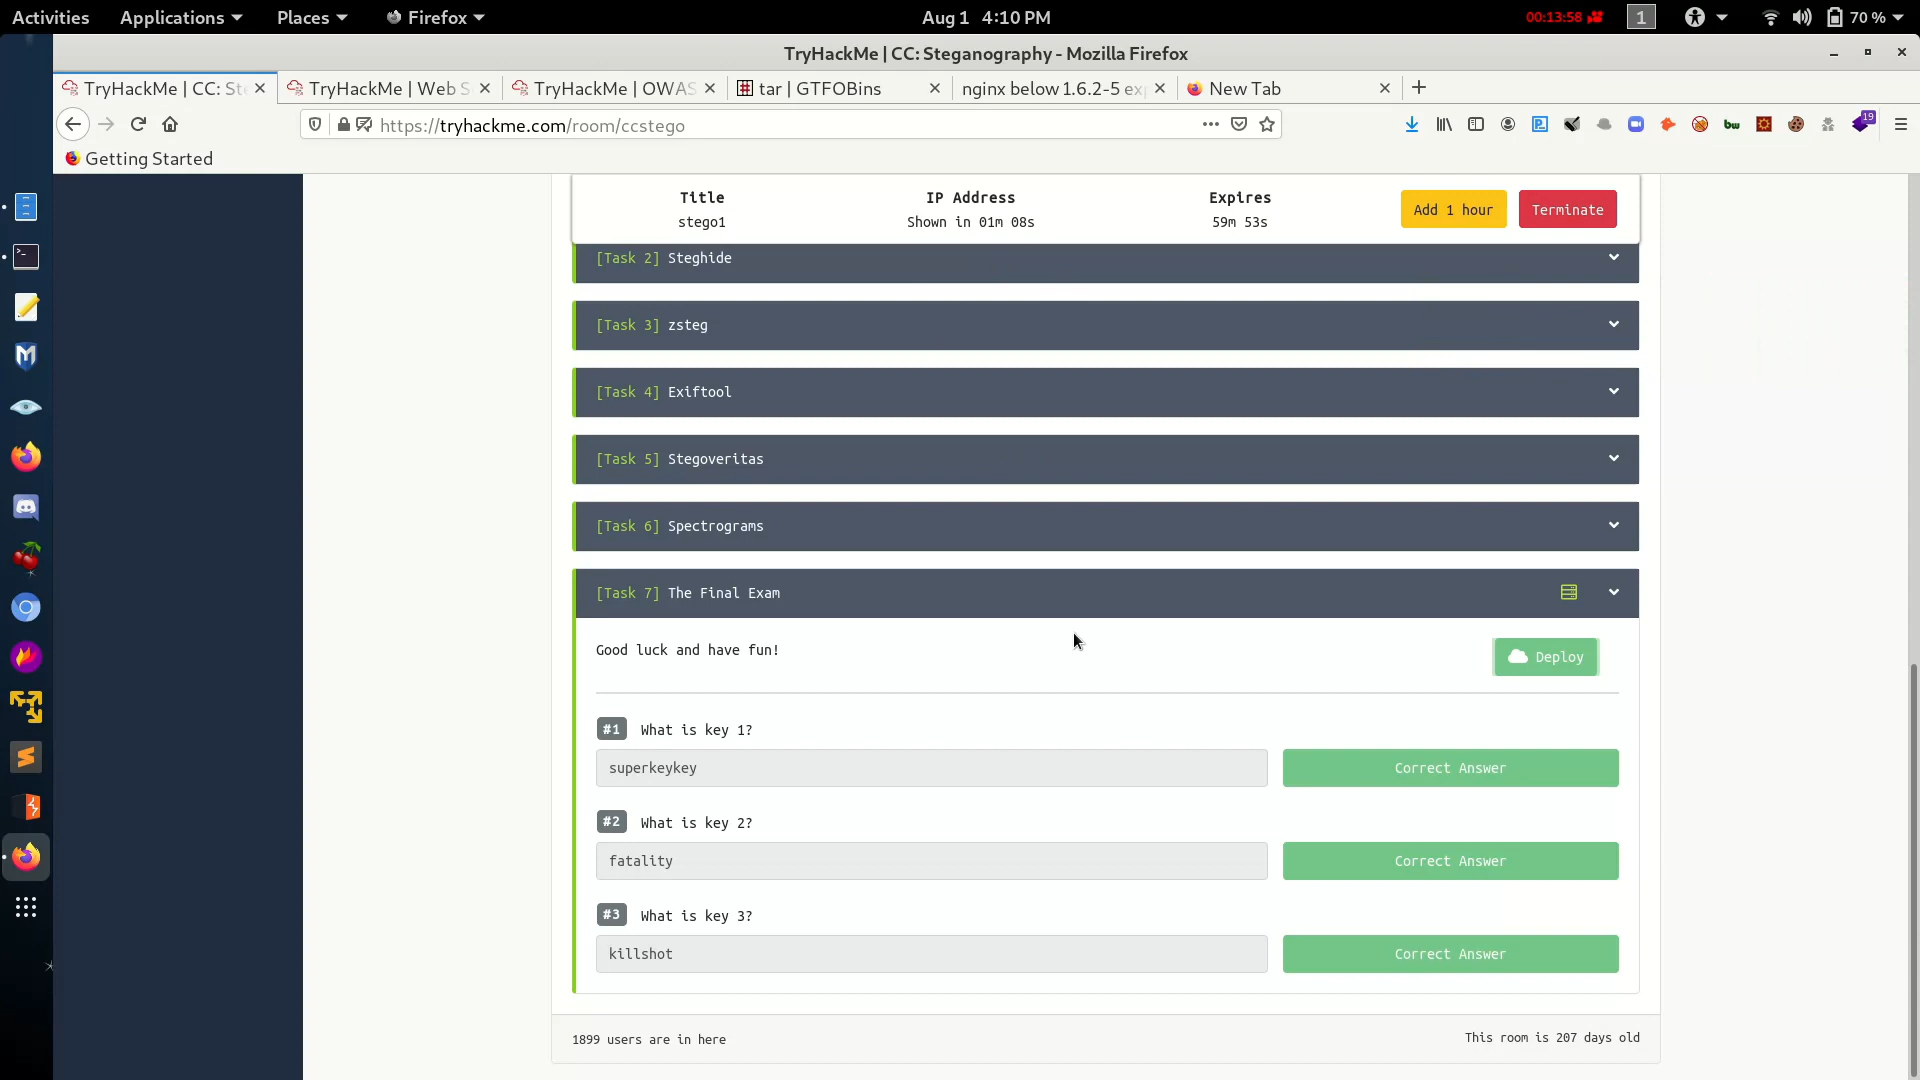 Activities Applications Places Firefox Aug 1 4:10 PM 00:13:58 1 70 %
TryHackMe | CC: Steganography - Mozilla Firefox
TryHackMe | CC: Ste TryHackMe | Web S TryHackMe | OWAS tar | GTFOBins nginx below 1.6.2-5 ex New Tab
https://tryhackme.com/room/ccstego 19
Getting Started
Title IP Address Expires
stego1 Shown in 01m 08s 59m 53s Add 1 hour Terminate
[Task 2] Steghide
[Task 3] zsteg
[Task 4] Exiftool
[Task 5] Stegoveritas
[Task 6] Spectrograms
[Task 7] The Final Exam
Good luck and have fun! Deploy
#1 What is key 1?
superkeykey Correct Answer
#2 What is key 2?
fatality Correct Answer
#3 What is key 3?
killshot Correct Answer
1899 users are in here This room is 207 days old